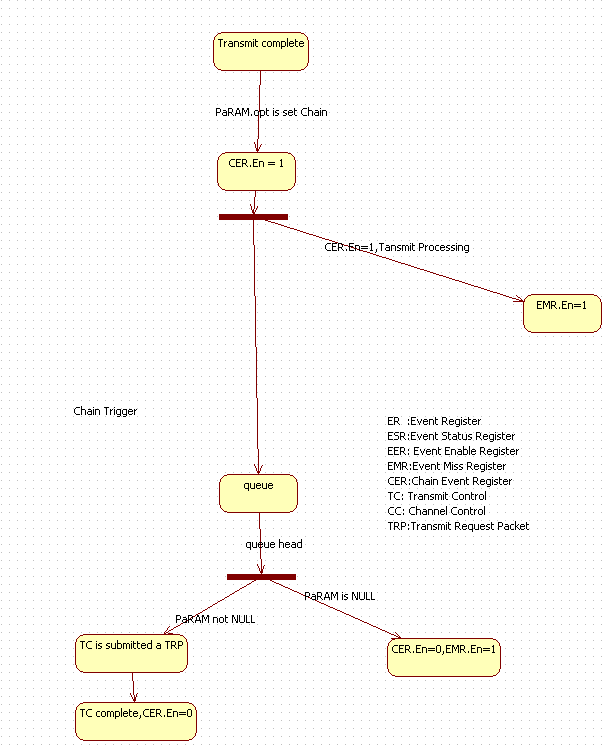 Transmit complete
PaRAM.opt is set Chain
CER.En = 1
CER.En=1,Tansmit Processing
EMR.En=1
Chain Trigger
ER :Event Register
ESR:Event Status Register
EER: Event Enable Register
EMR:Event Miss Register
CER:Chain Event Register
TC: Transmit Control
CC: Channel Control
TRP:Transmit Request Packet
queue
queue head
PaRAM is NULL
PaRAM not NULL
TC is submitted a TRP
CER.En=0,EMR.En=1
TC complete,CER.En=0